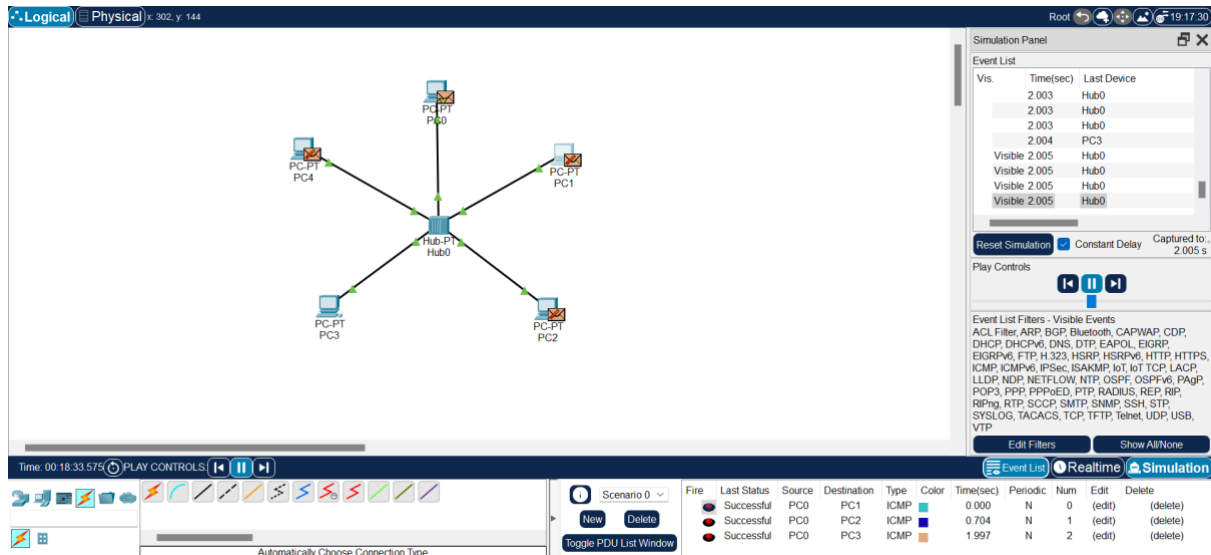 Logical Physical x: 302, y: 144 Root 19:17:30
PC-PT
PC0
PC-PT
PC4
PC-PT
PC1
Hub-PT
Hub0
PC-PT
PC3
PC-PT
PC2
Simulation Panel
Event List
Vis. Time(sec) Last Device
2.003 Hub0
2.003 Hub0
2.003 Hub0
2.004 PC3
Visible 2.005 Hub0
Visible 2.005 Hub0
Visible 2.005 Hub0
Visible 2.005 Hub0
Reset Simulation Constant Delay Captured to:
2.005 s
Play Controls
Event List Filters - Visible Events
ACL Filter, ARP, BGP, Bluetooth, CAPWAP, CDP,
DHCP, DHCPv6, DNS, DTP, EAPOL, EIGRP,
EIGRPv6, FTP, H.323, HSRP, HSRPv6, HTTP, HTTPS,
ICMP, ICMPv6, IPSec, ISAKMP, IoT, IoT TCP, LACP,
LLDP, NDP, NETFLOW, NTP, OSPF, OSPFv6, PAgP,
POP3, PPP, PPPoED, PTP, RADIUS, REP, RIP,
RIPng, RTP, SCCP, SMTP, SNMP, SSH, STP,
SYSLOG, TACACS, TCP, TFTP, Telnet, UDP, USB,
VTP
Edit Filters Show All/None
Time: 00:18:33.575 PLAY CONTROLS: Event List Realtime Simulation
Scenario 0
New Delete
Toggle PDU List Window
Fire Last Status Source Destination Type Color Time(sec) Periodic Num Edit Delete
Successful PC0 PC1 ICMP 0.000 N 0 (edit) (delete)
Successful PC0 PC2 ICMP 0.704 N 1 (edit) (delete)
Successful PC0 PC3 ICMP 1.997 N 2 (edit) (delete)
Automatically Choose Connection Type